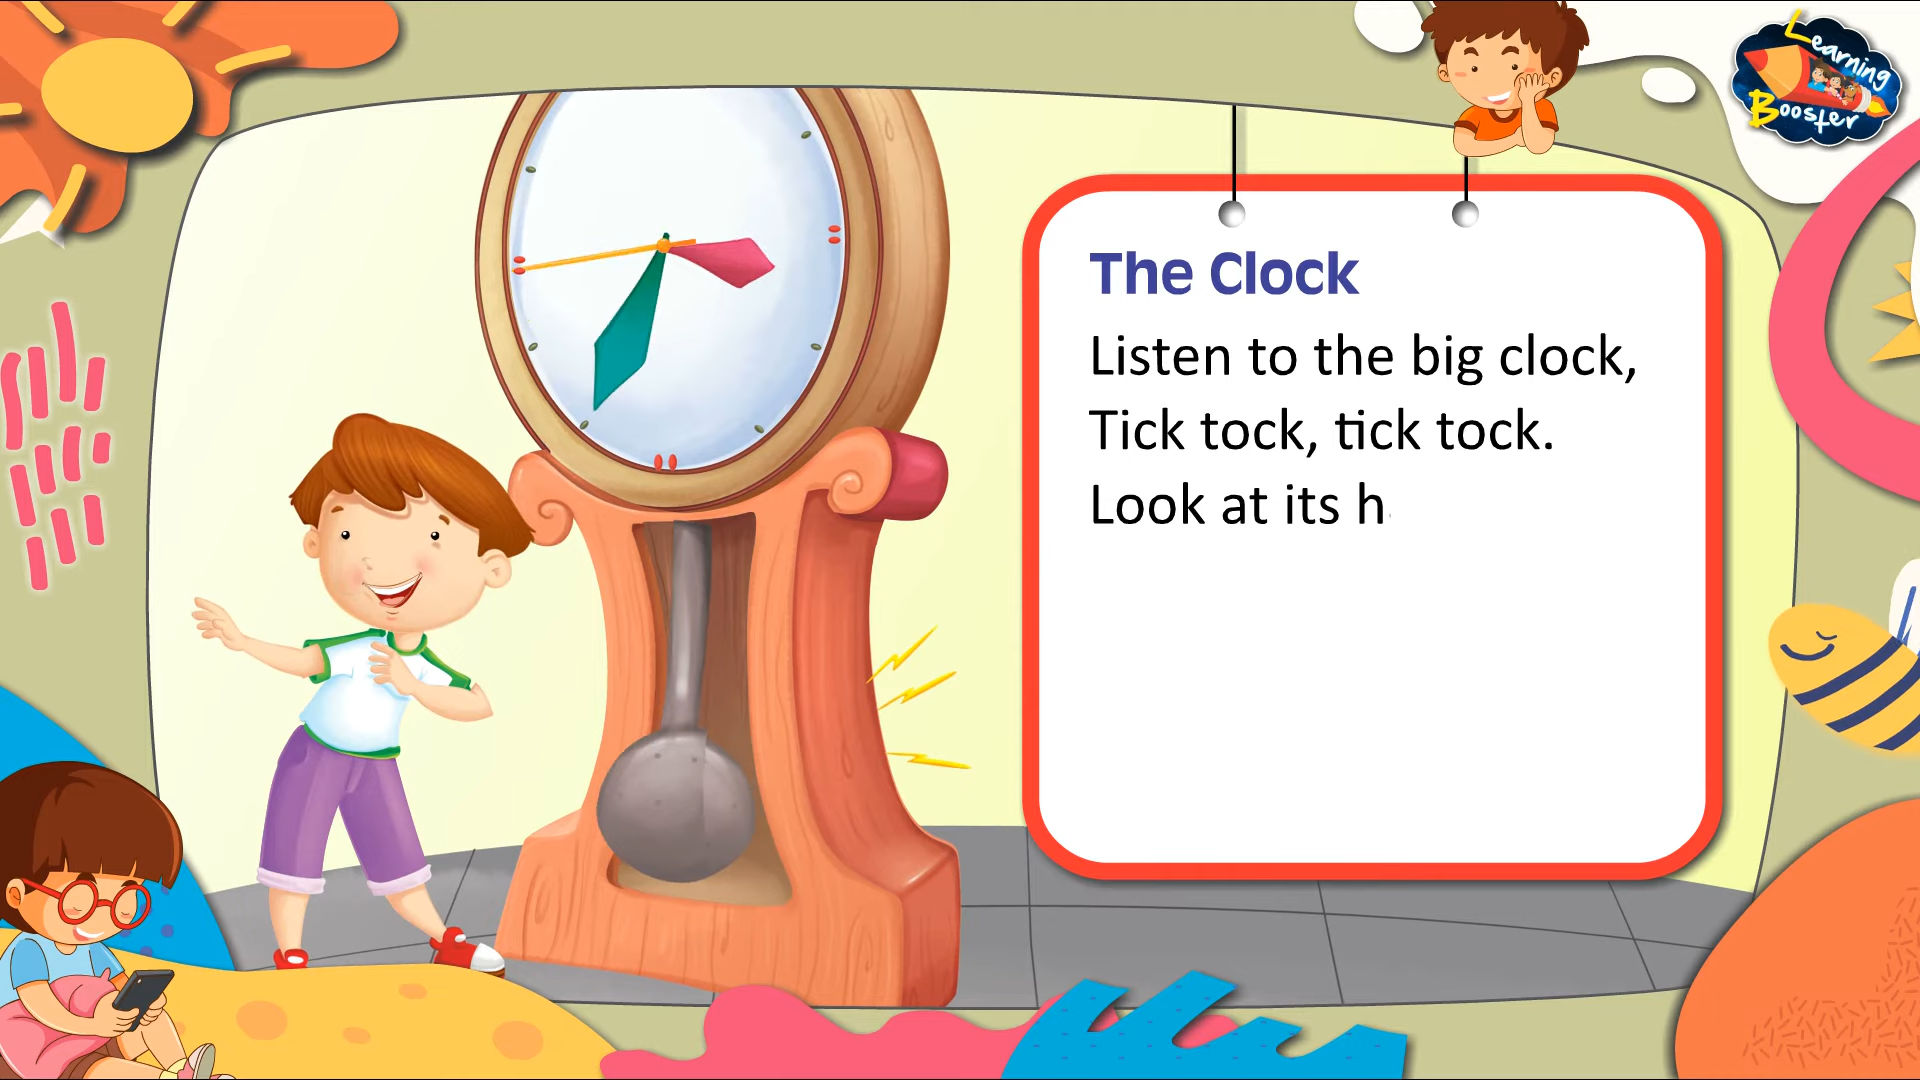 Learning
Booster
The Clock
Listen to the big clock,
Tick tock, tick tock.
Look at its h